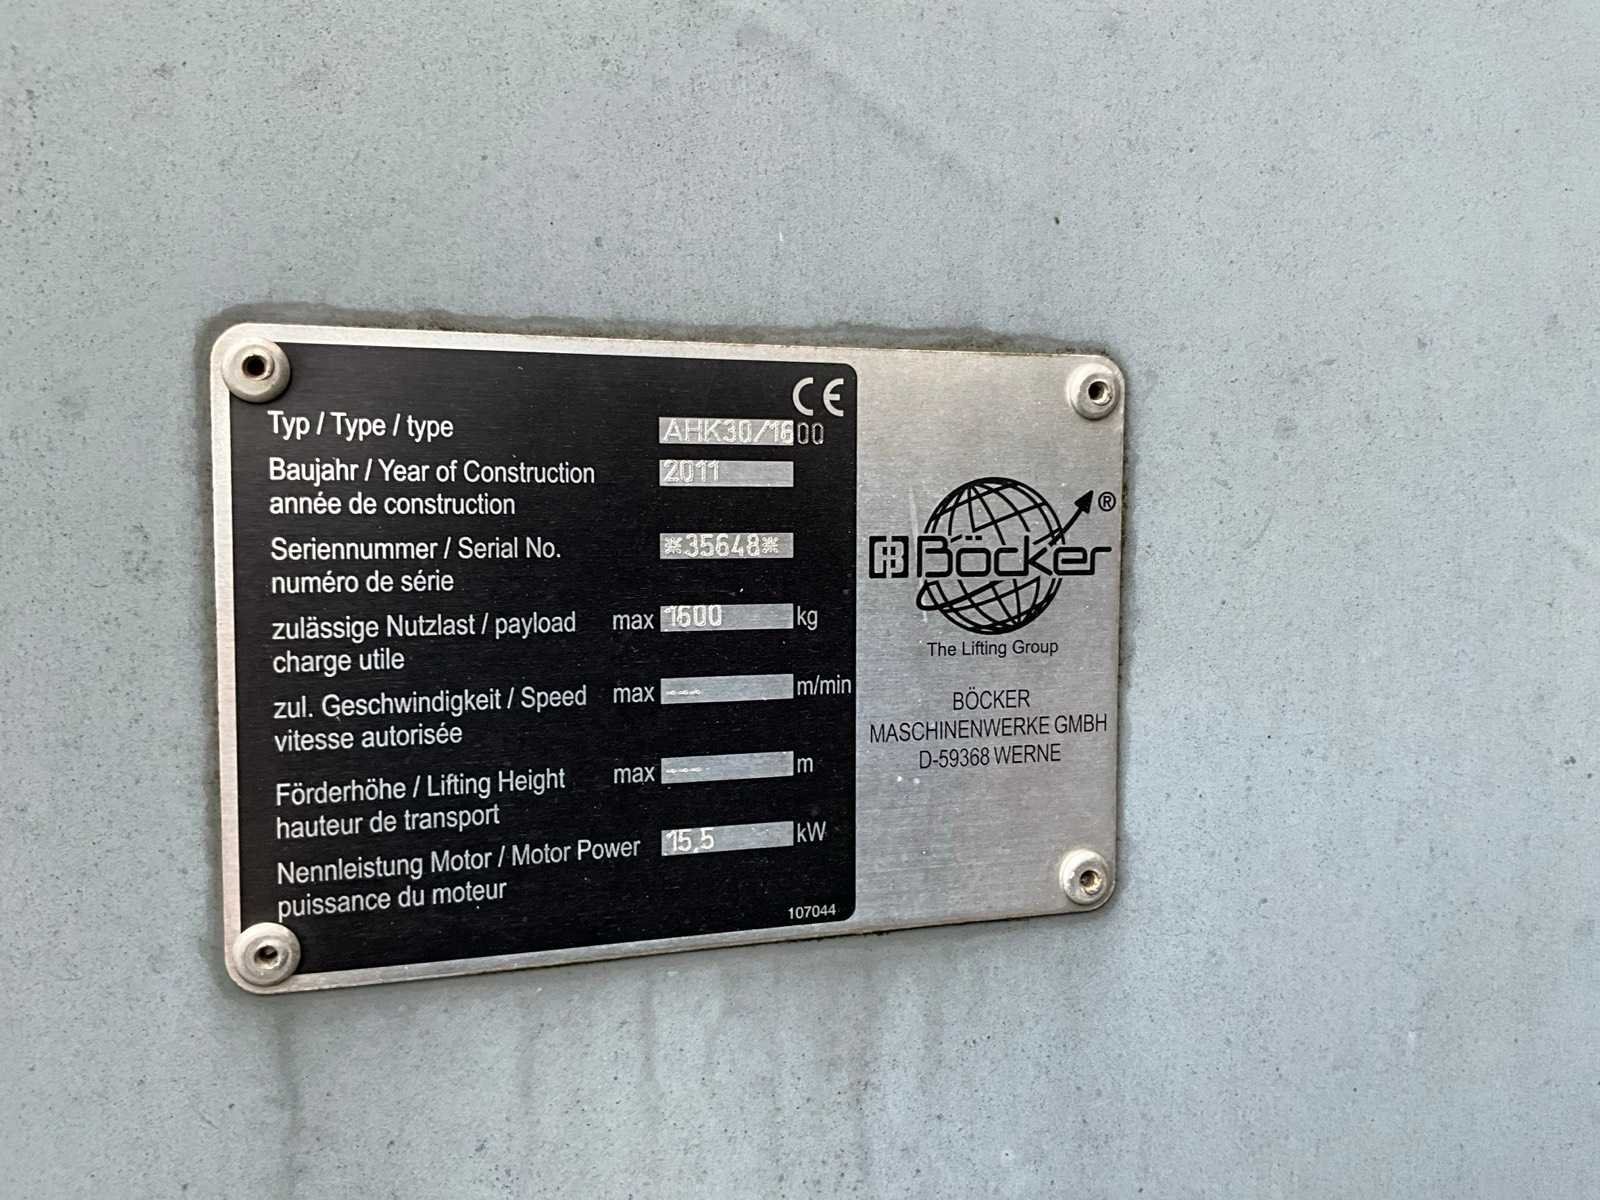 CE
Typ / Type / type AHK30/1600
Baujahr / Year of Construction 2011
année de construction
Seriennummer / Serial No. *35648*
numéro de série
zulässige Nutzlast / payload max 1600 kg
charge utile
zul. Geschwindigkeit / Speed max --- m/min
vitesse autorisée
Förderhöhe / Lifting Height max --- m
hauteur de transport
Nennleistung Motor / Motor Power 15,5 kW
puissance du moteur
107044
Böcker ®
The Lifting Group
BÖCKER
MASCHINENWERKE GMBH
D-59368 WERNE